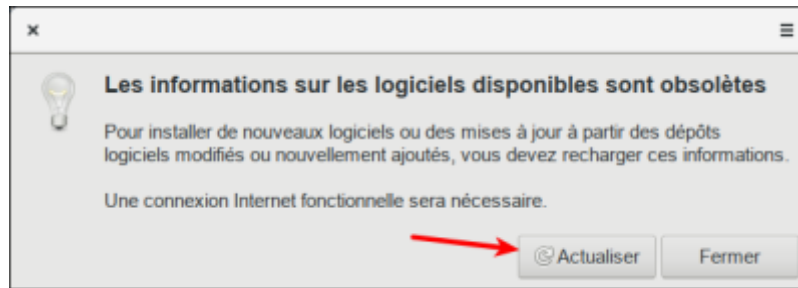 Les informations sur les logiciels disponibles sont obsolètes
Pour installer de nouveaux logiciels ou des mises à jour à partir des dépôts
logiciels modifiés ou nouvellement ajoutés, vous devez recharger ces informations.
Une connexion Internet fonctionnelle sera nécessaire.
Actualiser Fermer